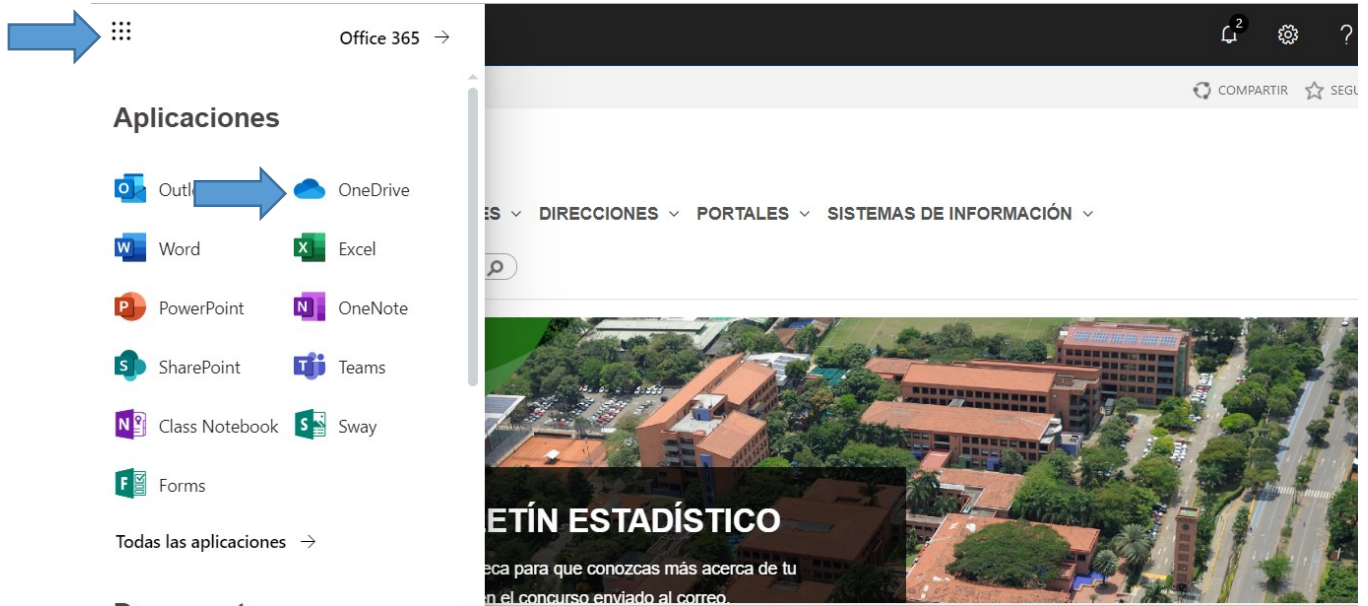 Office 365 →
2
?
COMPARTIR
Aplicaciones
OneDrive
DIRECCIONES PORTALES SISTEMAS DE INFORMACIÓN
Word Excel
PowerPoint OneNote
SharePoint Teams
Class Notebook Sway
Forms
Todas las aplicaciones →
ETÍN ESTADÍSTICO
eca para que conozcas más acerca de tu
en el concurso enviado al correo.